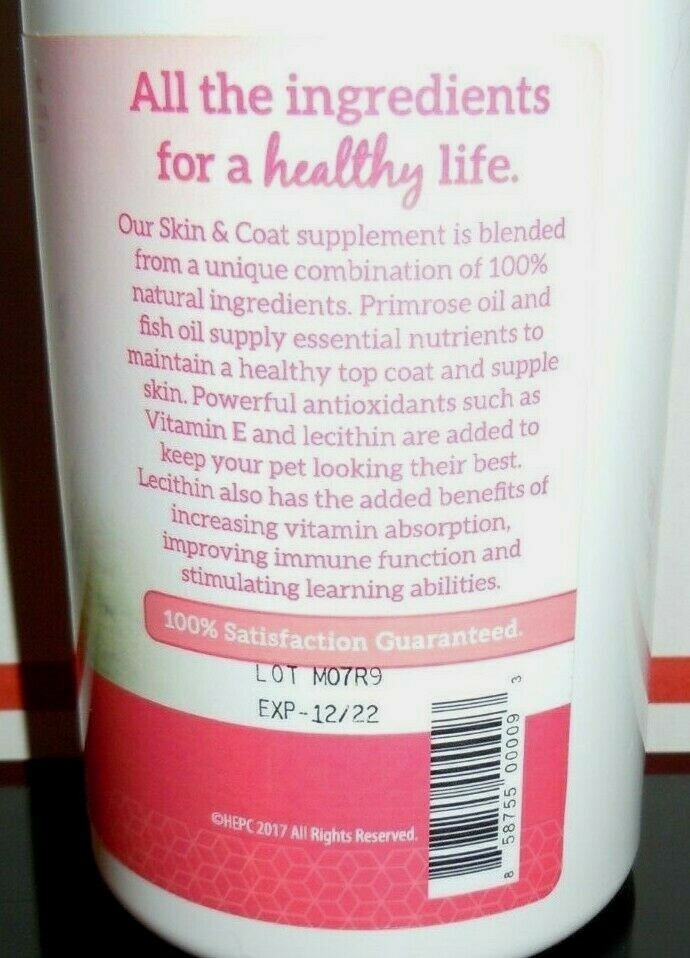 All the ingredients
for a healthy life.
Our Skin & Coat supplement is blended
from a unique combination of 100%
natural ingredients. Primrose oil and
fish oil supply essential nutrients to
maintain a healthy top coat and supple
skin. Powerful antioxidants such as
Vitamin E and lecithin are added to
keep your pet looking their best.
Lecithin also has the added benefits of
increasing vitamin absorption,
improving immune function and
stimulating learning abilities.
100% Satisfaction Guaranteed.
LOT M07R9
EXP-12/22
©HEPC 2017 All Rights Reserved.
8 58755 00009 3